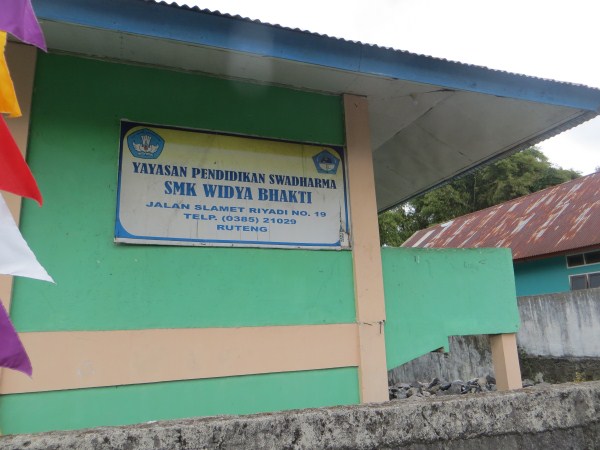 YAYASAN PENDIDIKAN SWADHARMA
SMK WIDYA BHAKTI
JALAN SLAMET RIYADI NO. 19
TELP. (0385) 21029
RUTENG